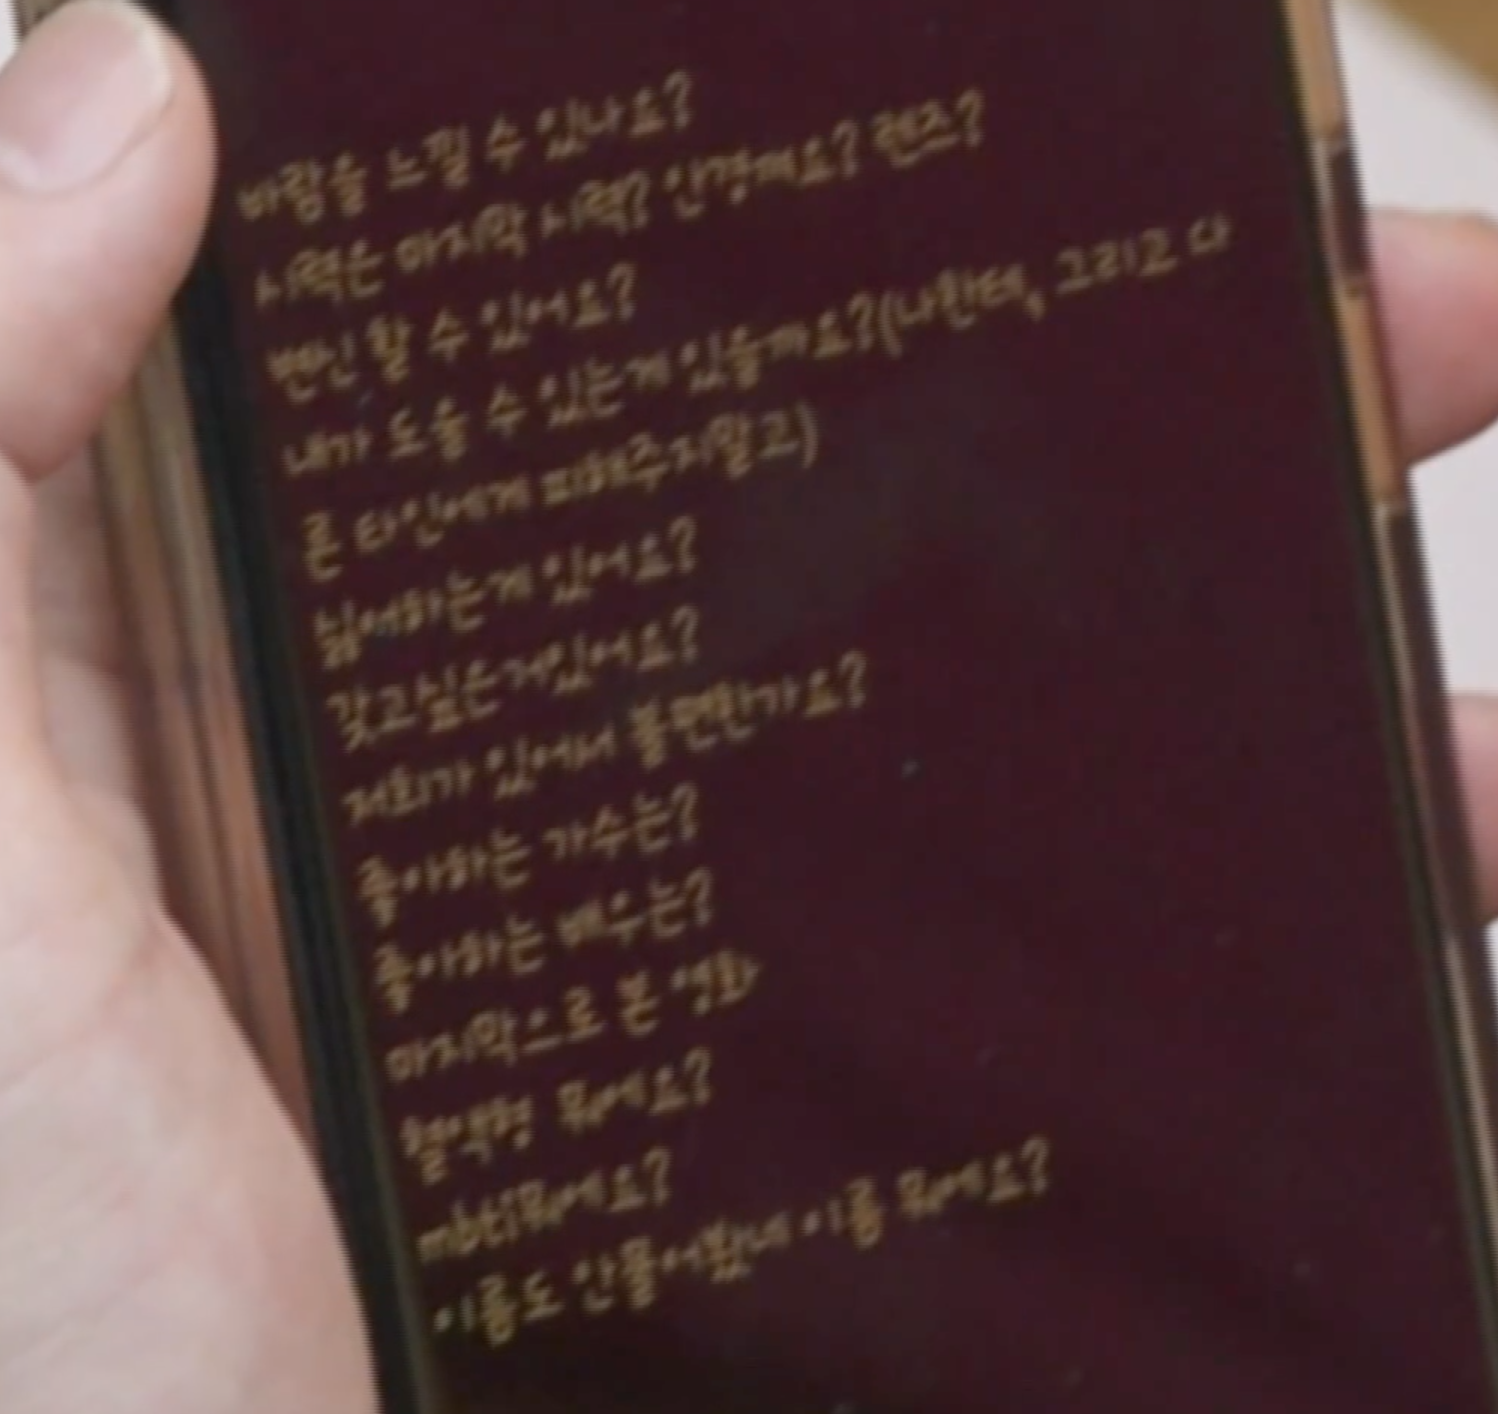 바람을 느낄 수 있나요?
시력은 마지막 시력? 안경껴요? 렌즈?
변신 할 수 있어요?
내가 도울 수 있는게 있을까요?(나한테, 그리고 다
른 타인에게 피해주지말고)
싫어하는게 있어요?
갖고싶은거있어요?
저희가 있어서 불편한가요?
좋아하는 가수는?
좋아하는 배우는?
마지막으로 본 영화
혈액형 뭐에요?
mbti뭐에요?
이름도 안물어봤네 이름 뭐에요?